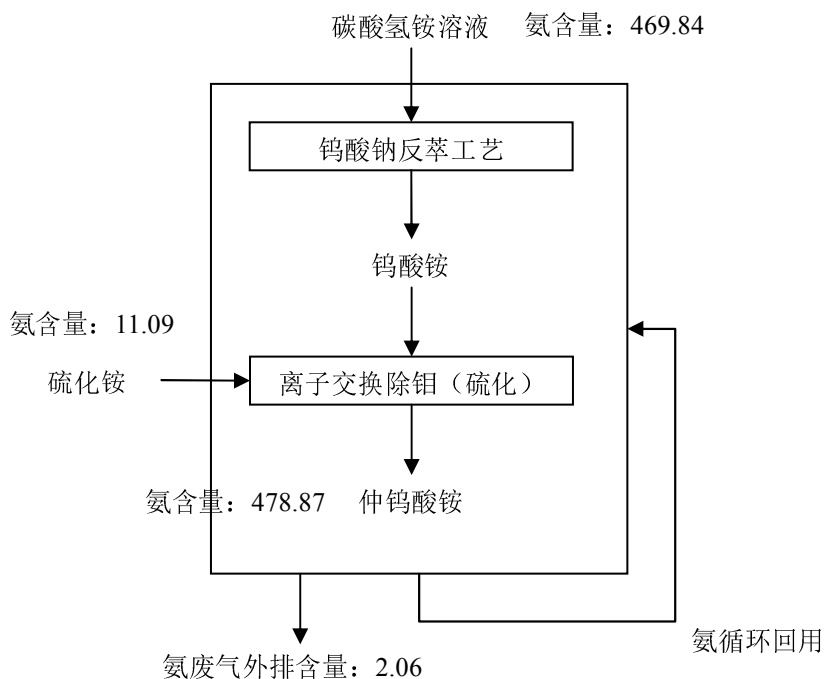 碳酸氢铵溶液 氨含量：469.84
钨酸钠反萃工艺
钨酸铵
氨含量：11.09
硫化铵
离子交换除钼（硫化）
氨含量：478.87 仲钨酸铵
氨循环回用
氨废气外排含量：2.06